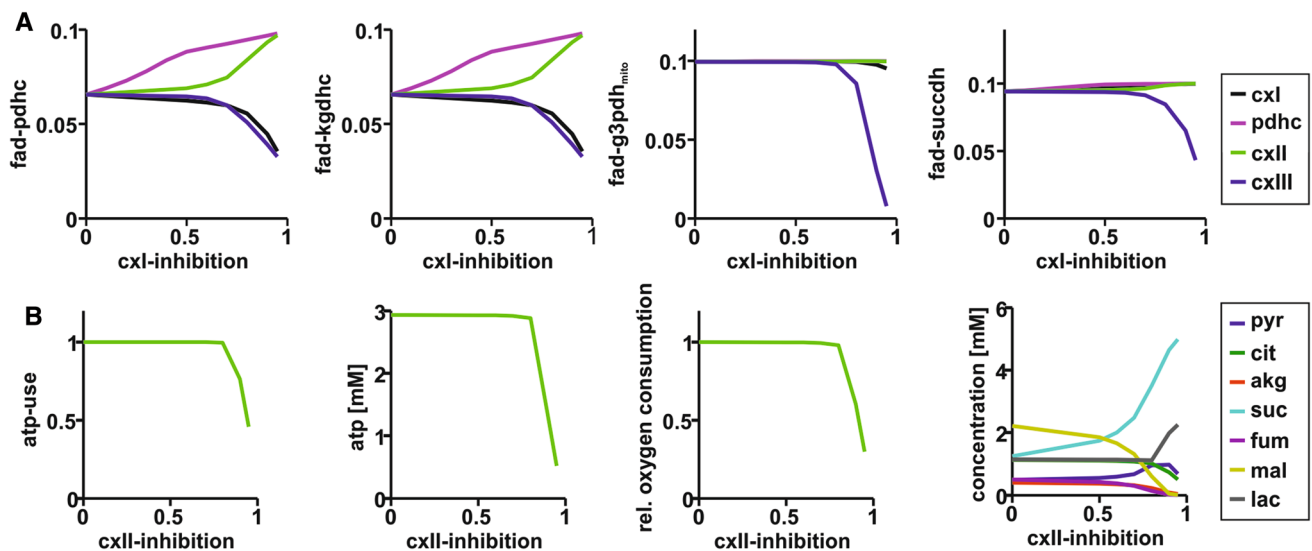 A
fad-pdhc
0.1
0.05
0
0
0.5
1
cxI-inhibition
fad-kgdhc
0.1
0.05
0
0
0.5
1
cxI-inhibition
fad-g3pdhmito
0.1
0.05
0
0
0.5
1
cxI-inhibition
fad-succdh
0.1
0.05
0
0
0.5
1
cxI-inhibition
cxI
pdhc
cxII
cxIII
B
atp-use
1
0.5
0
0
0.5
1
cxII-inhibition
atp [mM]
3
2
1
0
0
0.5
1
cxII-inhibition
rel. oxygen consumption
1
0.5
0
0
0.5
1
cxII-inhibition
concentration [mM]
6
4
2
0
0
0.5
1
cxII-inhibition
pyr
cit
akg
suc
fum
mal
lac